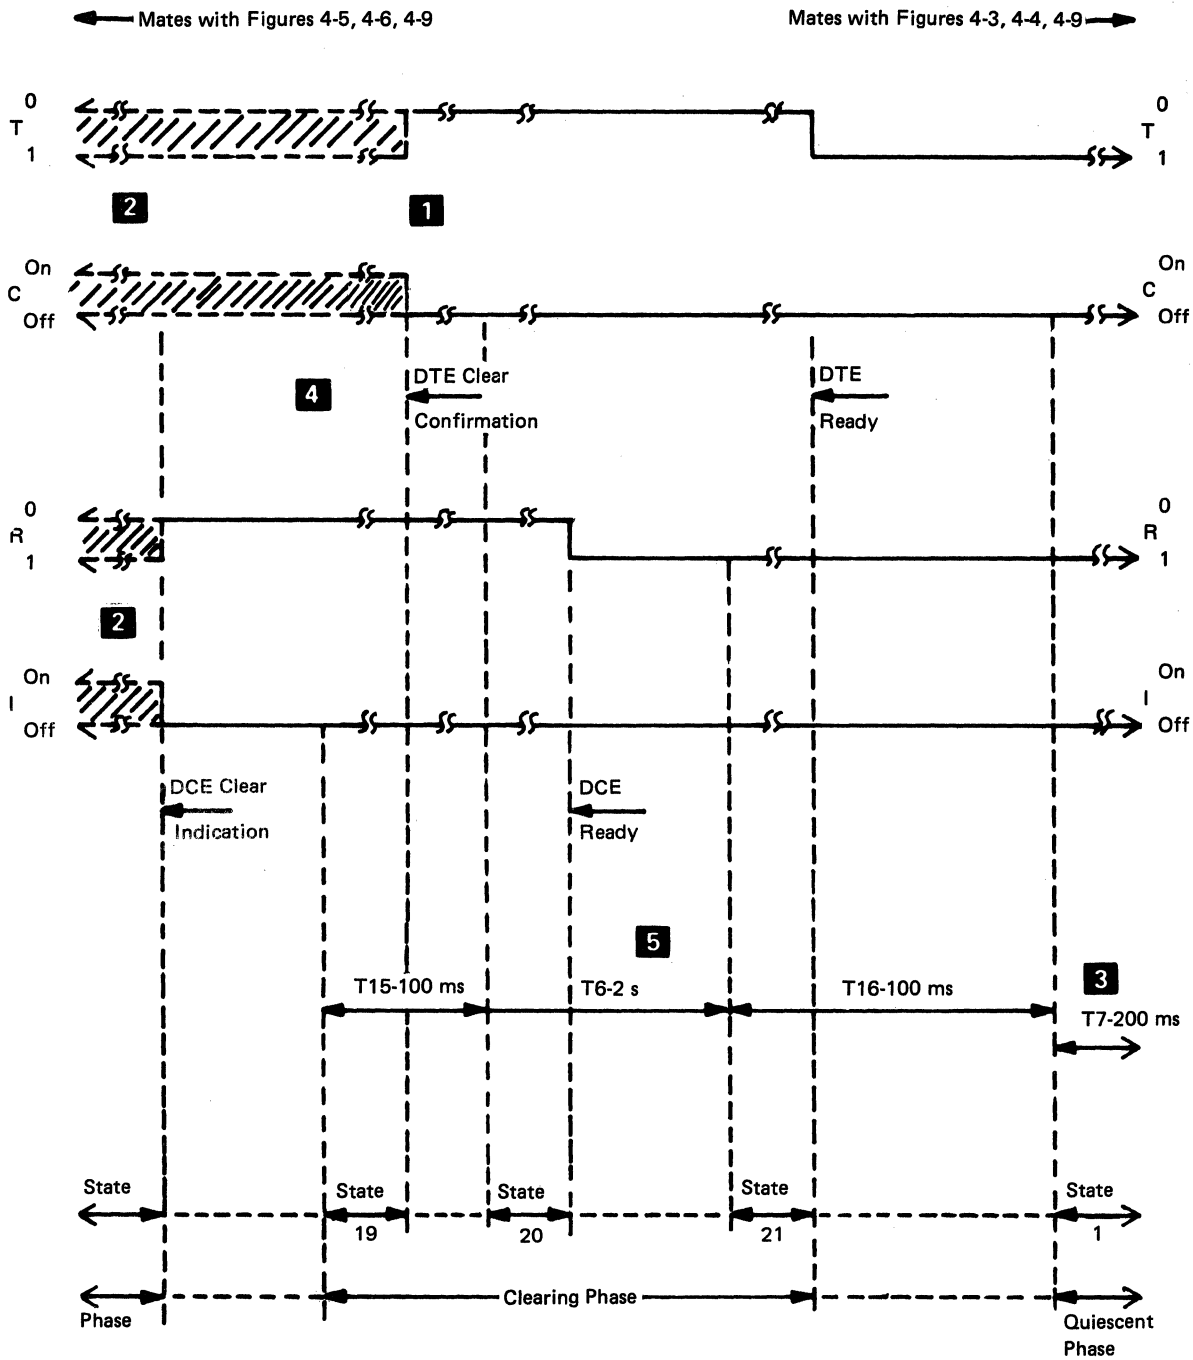 Mates with Figures 4-5, 4-6, 4-9
Mates with Figures 4-3, 4-4, 4-9
0
T
1
0
T
1
2
1
On
C
Off
On
C
Off
4
DTE Clear
Confirmation
DTE
Ready
0
R
1
0
R
1
2
On
I
Off
On
I
Off
DCE Clear
Indication
DCE
Ready
5
T15-100 ms
T6-2 s
T16-100 ms
3
T7-200 ms
State
State
19
State
20
State
21
State
1
Phase
Clearing Phase
Quiescent
Phase